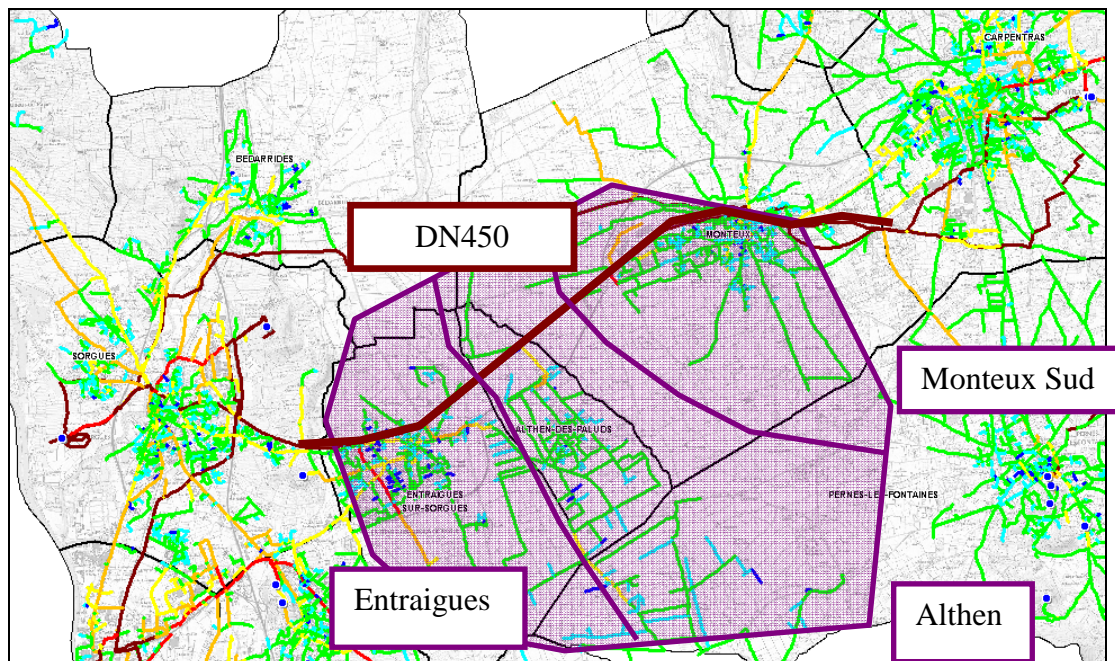 CARPENTRAS
BEDARRIDES
DN450
MONTEUX
SORGUES
Monteux Sud
ALTHEN-DES-PALUDS
ENTRAIGUES
SUR-SORGUES
PERNES-LES-FONTAINES
Entraigues
Althen